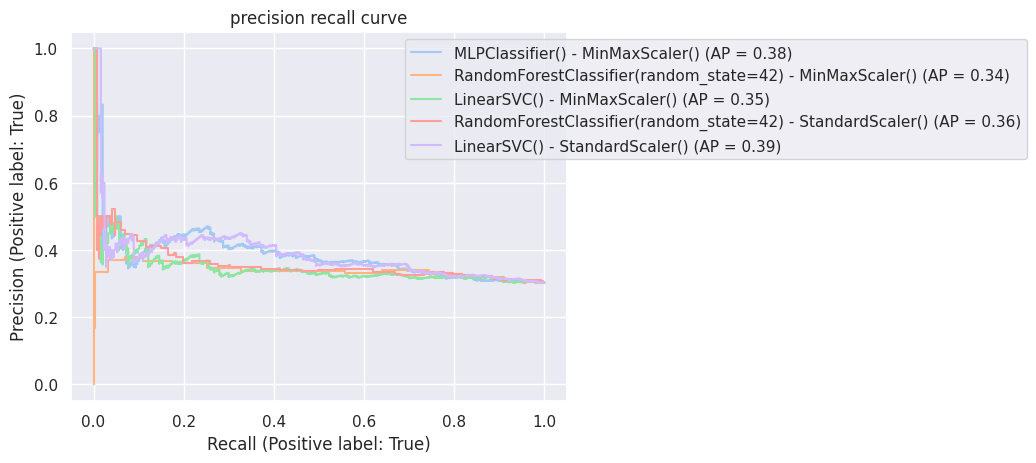 precision recall curve
MLPClassifier() - MinMaxScaler() (AP = 0.38)
RandomForestClassifier(random_state=42) - MinMaxScaler() (AP = 0.34)
LinearSVC() - MinMaxScaler() (AP = 0.35)
RandomForestClassifier(random_state=42) - StandardScaler() (AP = 0.36)
LinearSVC() - StandardScaler() (AP = 0.39)
Precision (Positive label: True)
1.0
0.8
0.6
0.4
0.2
0.0
0.0 0.2 0.4 0.6 0.8 1.0
Recall (Positive label: True)